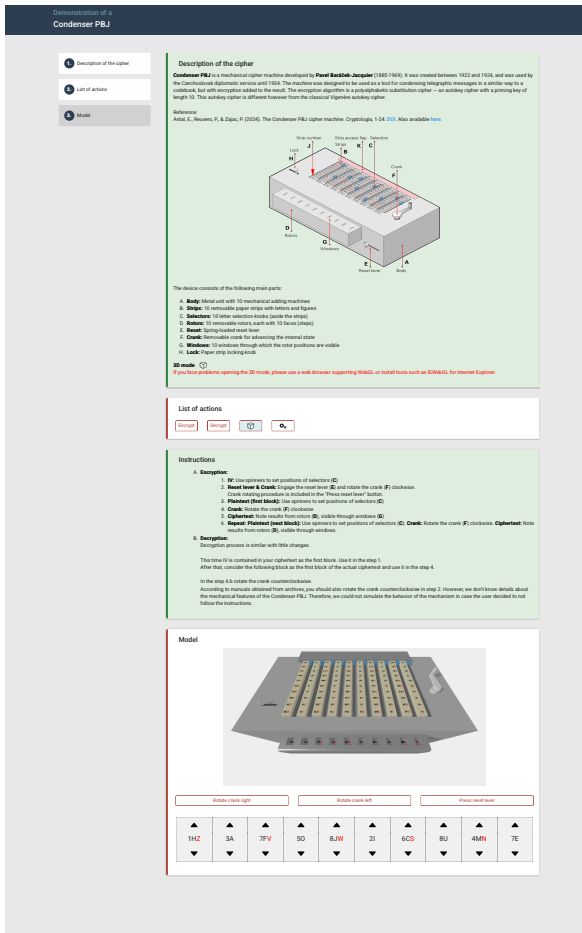 Demonstration of a
Condenser PBJ
1. Description of the cipher
2. List of actions
3. Model
Description of the cipher
Condenser PBJ is a mechanical cipher machine developed by Pavel Baráček-Jacquier (1885-1969). It was created between 1922 and 1924, and was used by
the Czechoslovak diplomatic service until 1934. The machine was designed to be used as a tool for condensing telegraphic messages in a similar way to a
codebook, but with encryption added to the result. The encryption algorithm is a polyalphabetic substitution cipher — an autokey cipher with a priming key of
length 10. This autokey cipher is different however from the classical Vigenère autokey cipher.
Reference:
Antal, E., Reuvers, P., & Zajac, P. (2024). The Condenser PBJ cipher machine. Cryptologia, 1-24. DOI. Also available here.
Strip number
J
Strip access flap
K
Selectors
C
Strips
B
Lock
H
Crank
F
D
Rotors
G
Windows
E
Reset lever
A
Body
The device consists of the following main parts:
A. Body: Metal unit with 10 mechanical adding machines
B. Strips: 10 removable paper strips with letters and figures
C. Selectors: 10 letter selection knobs (aside the strips)
D. Rotors: 10 removable rotors, each with 10 faces (steps)
E. Reset: Spring-loaded reset lever
F. Crank: Removable crank for advancing the internal state
G. Windows: 10 windows through which the rotor positions are visible
H. Lock: Paper strip locking knob
3D mode
If you face problems opening the 3D mode, please use a web browser supporting WebGL or install tools such as IEWebGL for Internet Explorer
List of actions
Encrypt
Decrypt
Instructions
A. Encryption:
1. IV: Use spinners to set positions of selectors (C)
2. Reset lever & Crank: Engage the reset lever (E) and rotate the crank (F) clockwise.
Crank rotating procedure is included in the "Press reset lever" button.
3. Plaintext (first block): Use spinners to set positions of selectors (C)
4. Crank: Rotate the crank (F) clockwise
5. Ciphertext: Note results from rotors (D), visible through windows (G)
6. Repeat: Plaintext (next block): Use spinners to set positions of selectors (C). Crank: Rotate the crank (F) clockwise. Ciphertext: Note
results from rotors (D), visible through windows.
B. Decryption:
Decryption process is similar with little changes.
This time IV is contained in your ciphertext as the first block. Use it in the step 1.
After that, concider the following block as the first block of the actual ciphertext and use it in the step 4.
In the step 6.b rotate the crank counterclockwise.
According to manuals obtained from archives, you should also rotate the crank counterclockwise in step 2. However, we don't know details about
the mechanical features of the Condenser PBJ. Therefore, we could not simulate the behavior of the mechanism in case the user decided to not
follow the instructions.
Model
Rotate crank right
Rotate crank left
Press reset lever
1HZ 3A 7FV 5O 8JW 2I 6CS 8U 4MN 7E